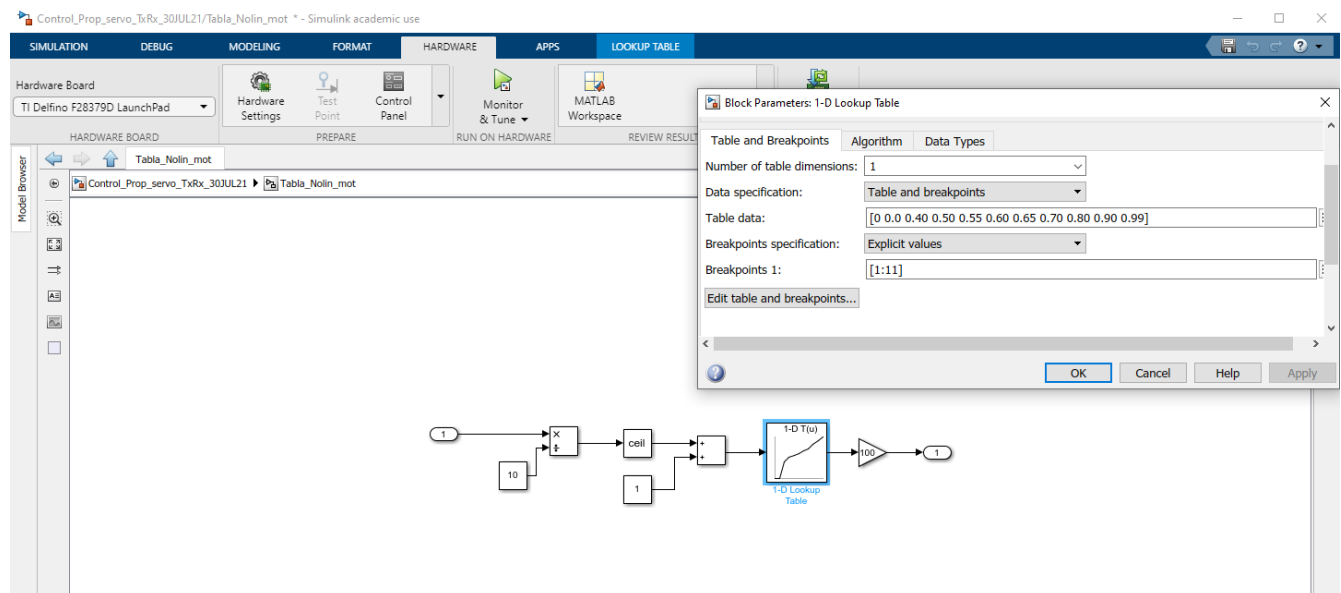 Control_Prop_servo_TxRx_30JUL21/Tabla_Nolin_mot * - Simulink academic use
SIMULATION DEBUG MODELING FORMAT HARDWARE APPS LOOKUP TABLE
Hardware Board
TI Delfino F28379D LaunchPad
Hardware Settings
Test Point
Control Panel
Monitor & Tune
MATLAB Workspace
HARDWARE BOARD PREPARE RUN ON HARDWARE REVIEW RESULT
Model Browser
Tabla_Nolin_mot
Control_Prop_servo_TxRx_30JUL21 Tabla_Nolin_mot
Block Parameters: 1-D Lookup Table
Table and Breakpoints Algorithm Data Types
Number of table dimensions: 1
Data specification: Table and breakpoints
Table data: [0 0.0 0.40 0.50 0.55 0.60 0.65 0.70 0.80 0.90 0.99]
Breakpoints specification: Explicit values
Breakpoints 1: [1:11]
Edit table and breakpoints...
OK Cancel Help Apply
1
×
÷
10
ceil
1
+
+
1-D T(u)
1-D Lookup
Table
100
1